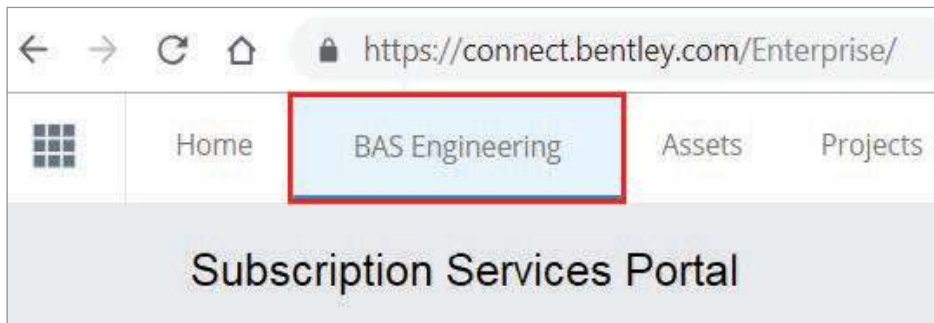 https://connect.bentley.com/Enterprise/
Home BAS Engineering Assets Projects
Subscription Services Portal